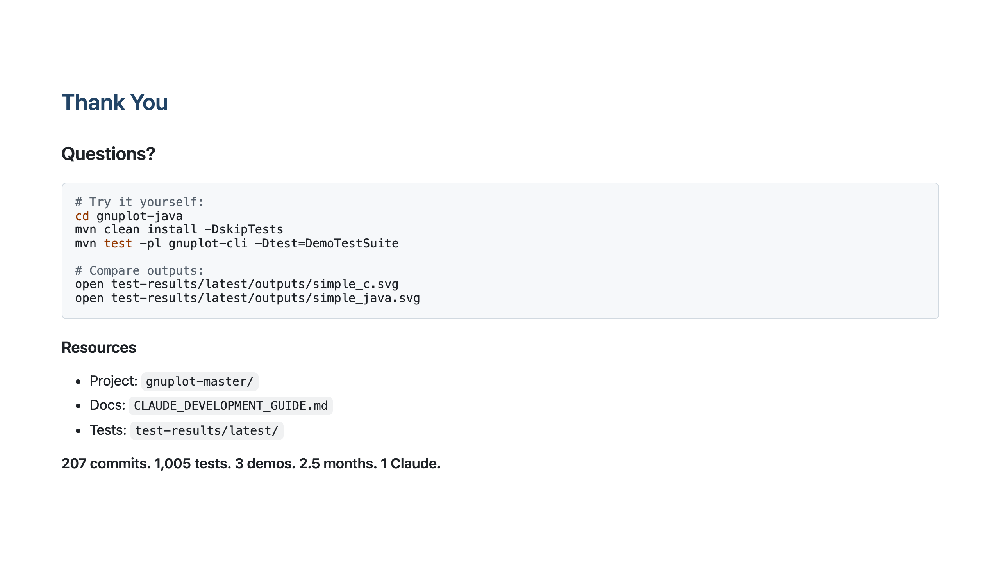 Thank You
Questions?
# Try it yourself:
cd gnuplot-java
mvn clean install -DskipTests
mvn test -pl gnuplot-cli -Dtest=DemoTestSuite
# Compare outputs:
open test-results/latest/outputs/simple_c.svg
open test-results/latest/outputs/simple_java.svg
Resources
• Project: gnuplot-master/
• Docs: CLAUDE_DEVELOPMENT_GUIDE.md
• Tests: test-results/latest/
207 commits. 1,005 tests. 3 demos. 2.5 months. 1 Claude.